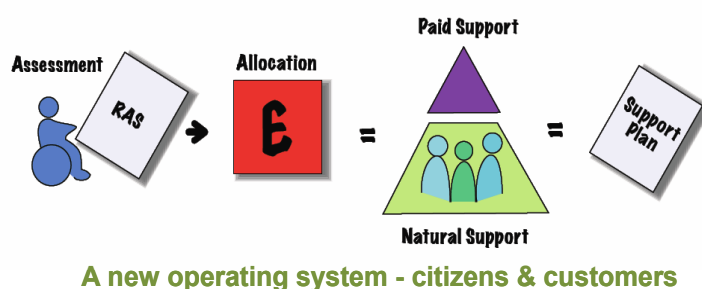 Assessment
RAS
Allocation
£
=
Paid Support
Natural Support
=
Support
Plan
A new operating system - citizens & customers